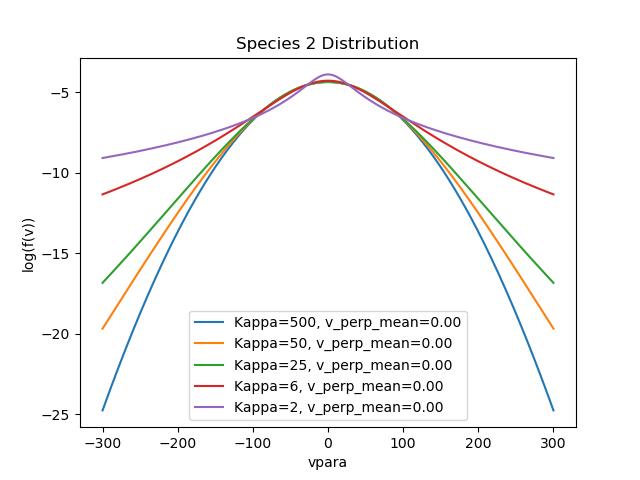 Species 2 Distribution
log(f(v))
−5
−10
−15
−20
−25
Kappa=500, v_perp_mean=0.00
Kappa=50, v_perp_mean=0.00
Kappa=25, v_perp_mean=0.00
Kappa=6, v_perp_mean=0.00
Kappa=2, v_perp_mean=0.00
−300
−200
−100
0
100
200
300
vpara